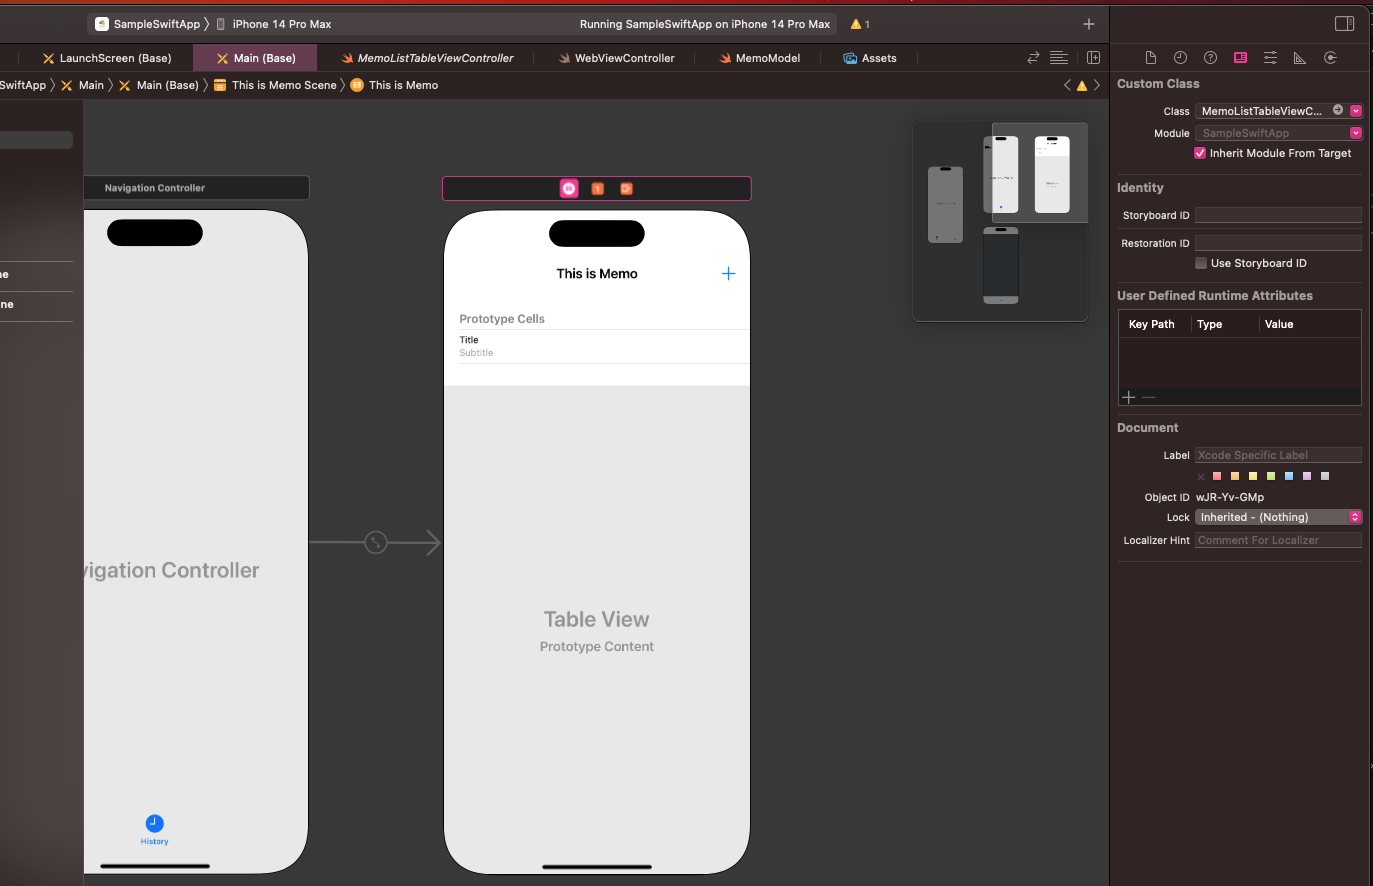 SampleSwiftApp
iPhone 14 Pro Max
Running SampleSwiftApp on iPhone 14 Pro Max
1
LaunchScreen (Base)
Main (Base)
MemoListTableViewController
WebViewController
MemoModel
Assets
SwiftApp
Main
Main (Base)
This is Memo Scene
This is Memo
ne
ne
Navigation Controller
This is Memo
Prototype Cells
Title
Subtitle
vigation Controller
Table View
Prototype Content
History
Custom Class
Class MemoListTableViewC...
Module SampleSwiftApp
Inherit Module From Target
Identity
Storyboard ID
Restoration ID
Use Storyboard ID
User Defined Runtime Attributes
Key Path Type Value
Document
Label Xcode Specific Label
Object ID wJR-Yv-GMp
Lock Inherited - (Nothing)
Localizer Hint Comment For Localizer